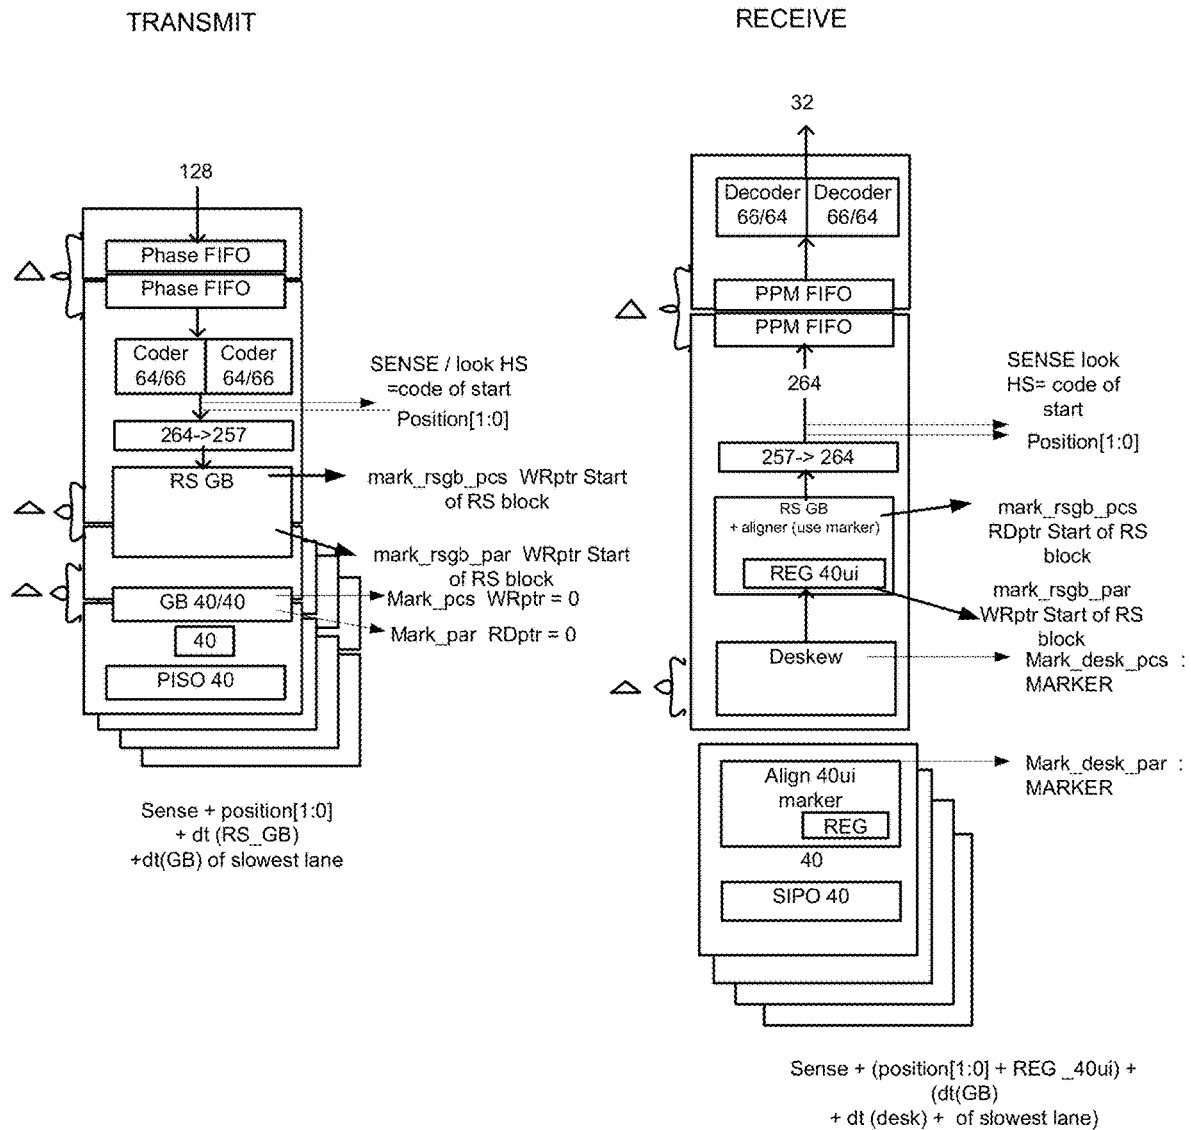 TRANSMIT
128
Phase FIFO
Phase FIFO
Coder
64/66
Coder
64/66
SENSE / look HS
=code of start
Position[1:0]
264->257
RS GB
mark_rsgb_pcs WRptr Start
of RS block
mark_rsgb_par WRptr Start
of RS block
GB 40/40
Mark_pcs WRptr = 0
40
Mark_par RDptr = 0
PISO 40
Sense + position[1:0]
+ dt (RS_GB)
+dt(GB) of slowest lane
RECEIVE
32
Decoder
66/64
Decoder
66/64
PPM FIFO
PPM FIFO
264
SENSE look
HS= code of
start
Position[1:0]
257-> 264
RS GB
+ aligner (use marker)
REG 40ui
mark_rsgb_pcs
RDptr Start of RS
block
mark_rsgb_par
WRptr Start of RS
block
Deskew
Mark_desk_pcs :
MARKER
Align 40ui
marker
REG
Mark_desk_par :
MARKER
40
SIPO 40
Sense + (position[1:0] + REG _40ui) +
(dt(GB)
+ dt (desk) + of slowest lane)